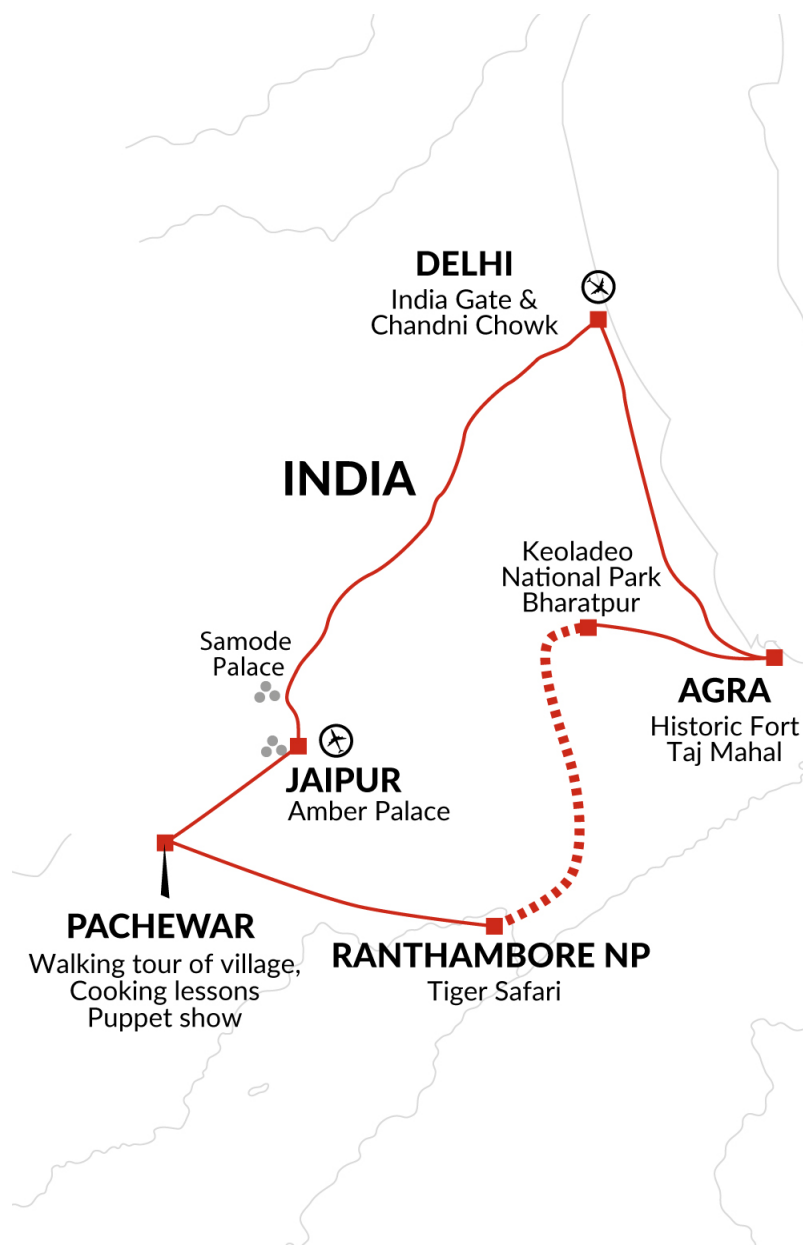 DELHI
India Gate &
Chandni Chowk
INDIA
Keoladeo
National Park
Bharatpur
Samode
Palace
AGRA
Historic Fort
Taj Mahal
JAIPUR
Amber Palace
PACHEWAR
Walking tour of village,
Cooking lessons
Puppet show
RANTHAMBORE NP
Tiger Safari